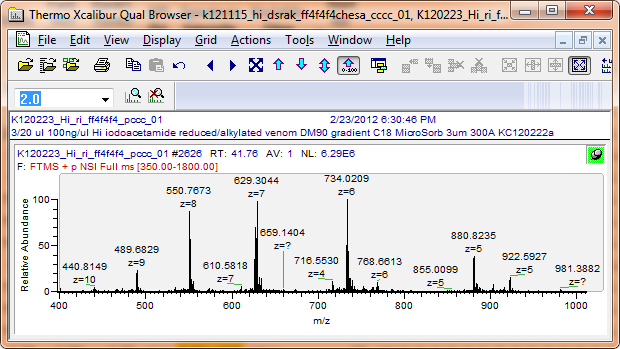 Thermo Xcalibur Qual Browser - k121115_hi_dsrak_ff4f4f4chesa_cccc_01, K120223_Hi_ri_f...
File Edit View Display Grid Actions Tools Window Help
0-100
2.0
K120223_Hi_ri_ff4f4f4_pccc_01 2/23/2012 6:30:46 PM
3/20 ul 100ng/ul Hi iodoacetamide reduced/alkylated venom DM90 gradient C18 MicroSorb 3um 300A KC120222a
K120223_Hi_ri_ff4f4f4_pccc_01 #2626 RT: 41.76 AV: 1 NL: 6.29E6
F: FTMS + p NSI Full ms [350.00-1800.00]
734.0209
z=6
629.3044
z=7
550.7673
z=8
659.1404
z=?
880.8235
z=5
489.6829
z=9
922.5927
z=5
716.5530
z=4
768.6613
z=6
440.8149
z=10
610.5818
z=7
855.0099
z=5
981.3882
z=?
Relative Abundance
100
50
0
400 500 600 700 800 900 1000
m/z